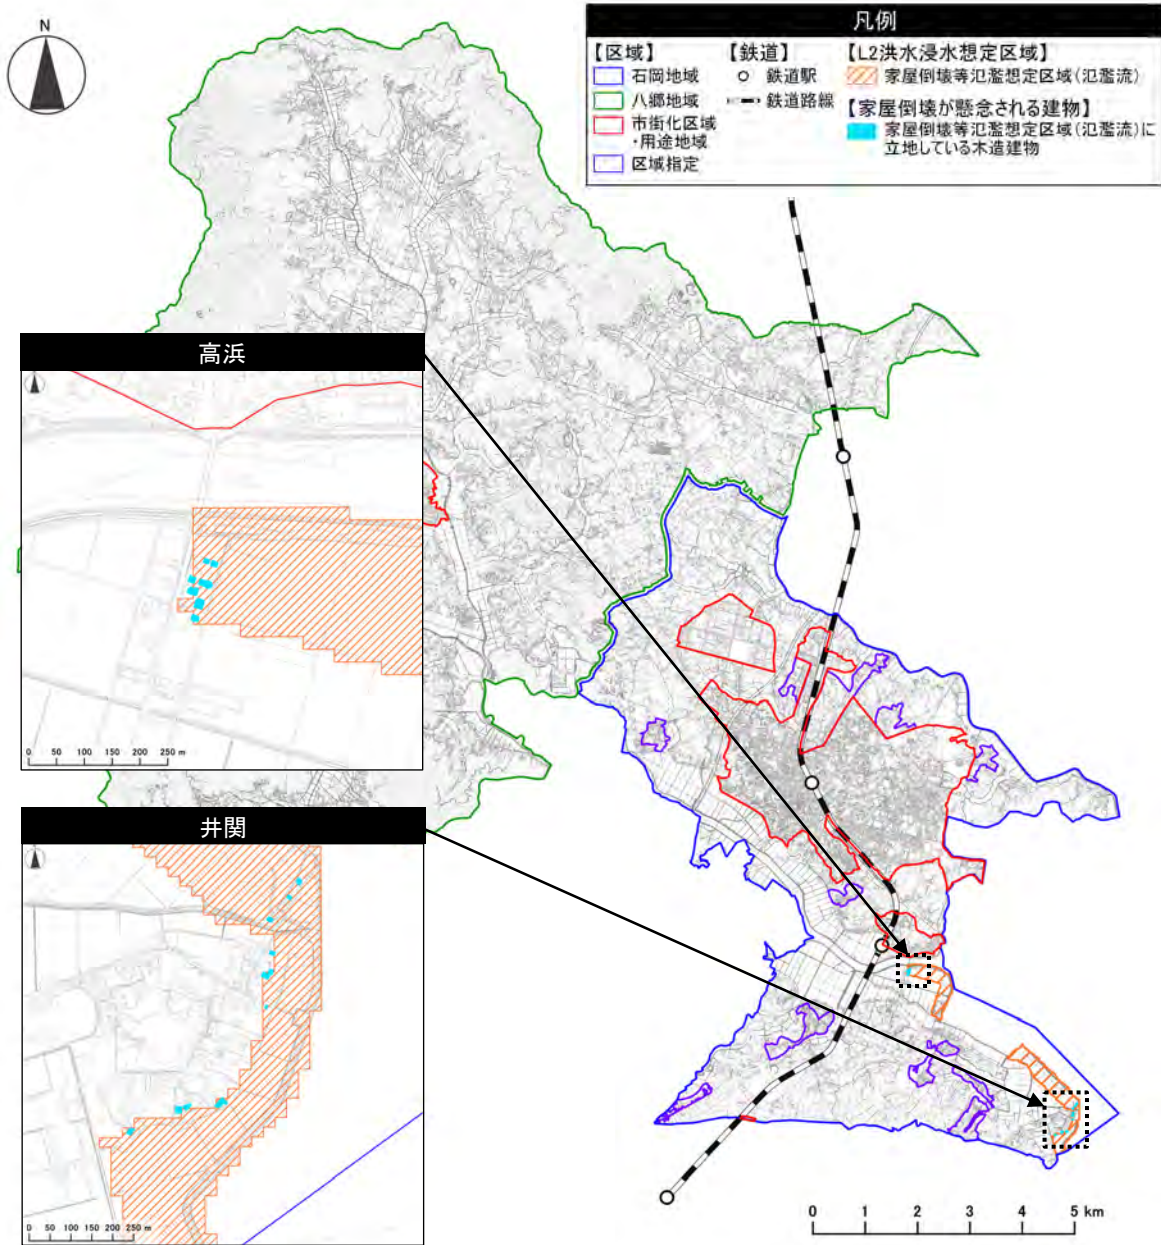 N
凡例
【区域】
石岡地域
八郷地域
市街化区域
・用途地域
区域指定
【鉄道】
鉄道駅
鉄道路線
【L2洪水浸水想定区域】
家屋倒壊等氾濫想定区域(氾濫流)
【家屋倒壊が懸念される建物】
家屋倒壊等氾濫想定区域(氾濫流)に
立地している木造建物
高浜
0 50 100 150 200 250 m
井関
0 50 100 150 200 250 m
0 1 2 3 4 5 km